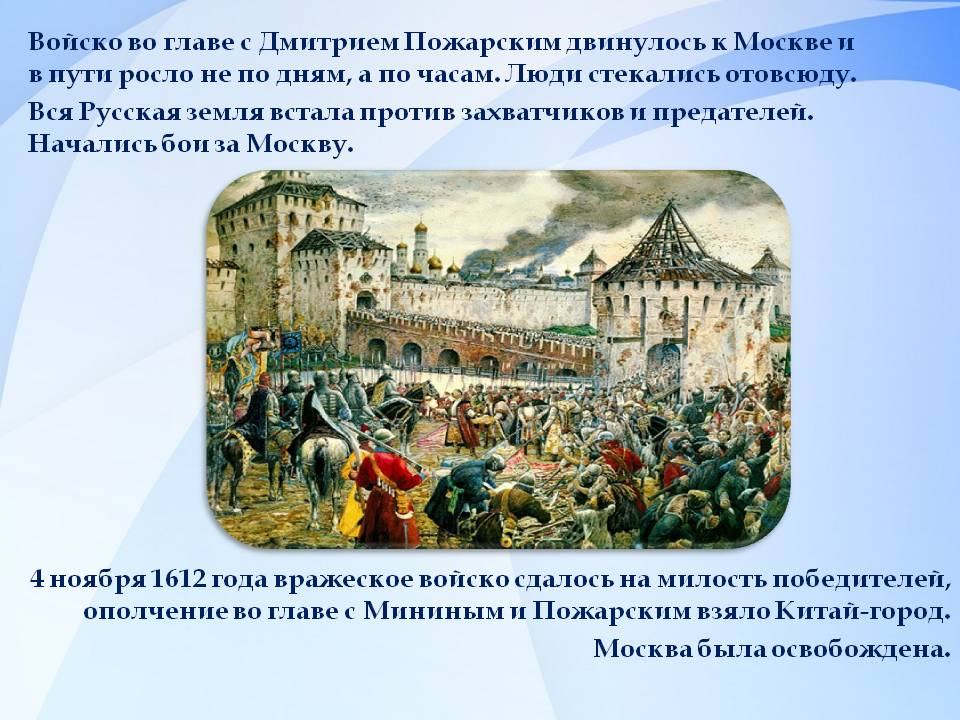 Войско во главе с Дмитрием Пожарским двинулось к Москве и
в пути росло не по дням, а по часам. Люди стекались отовсюду.
Вся Русская земля встала против захватчиков и предателей.
Начались бои за Москву.
4 ноября 1612 года вражеское войско сдалось на милость победителей,
ополчение во главе с Мининым и Пожарским взяло Китай-город.
Москва была освобождена.